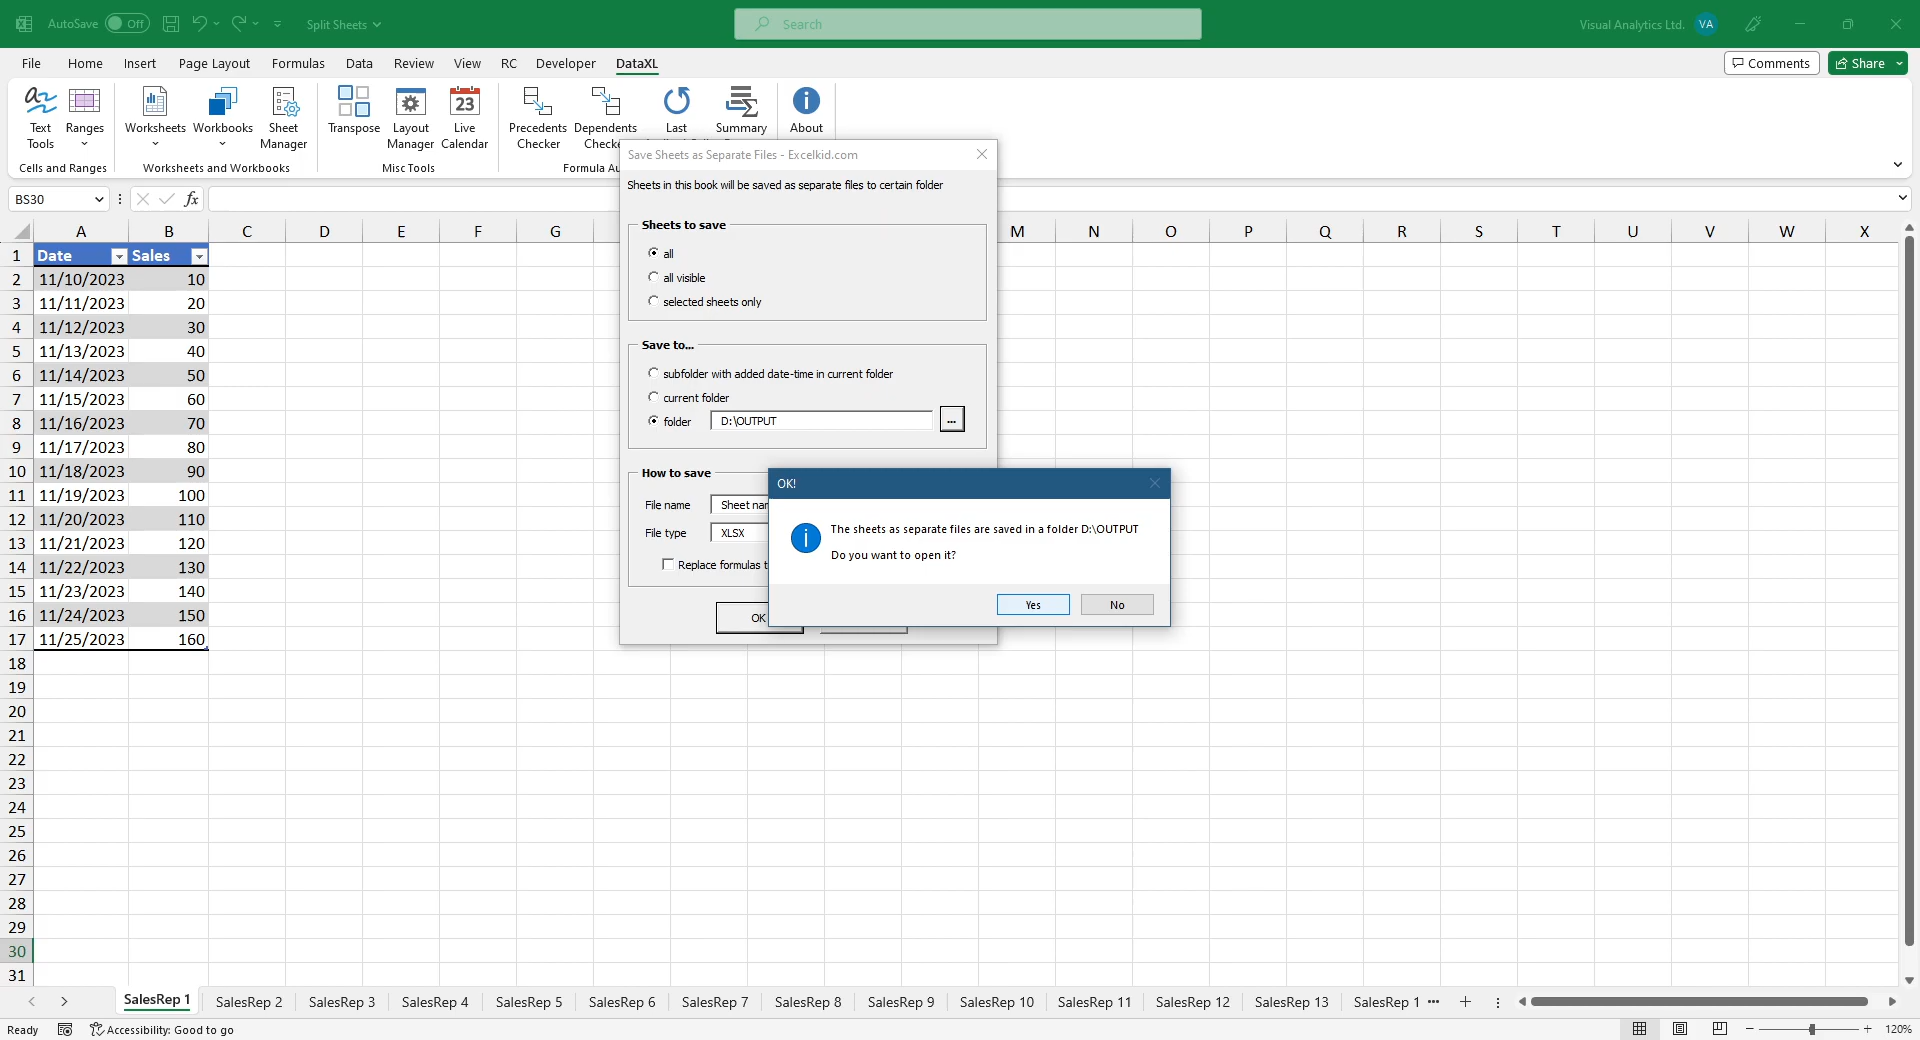 AutoSave Off Split Sheets Search Visual Analytics Ltd. VA
File Home Insert Page Layout Formulas Data Review View RC Developer DataXL Comments Share
Text Tools Ranges Worksheets Workbooks Sheet Manager Transpose Layout Manager 23 Live Calendar Precedents Checker Dependents Last Summary About
Cells and Ranges Worksheets and Workbooks Misc Tools Formula
Save Sheets as Separate Files - Excelkid.com
BS30 fx
Sheets in this book will be saved as separate files to certain folder
A B C D E F G M N O P Q R S T U V W X
Sheets to save
all
all visible
selected sheets only
Save to...
subfolder with added date-time in current folder
current folder
folder D:\OUTPUT ...
How to save
File name
File type XLSX
Replace formulas
OK
OK!
The sheets as separate files are saved in a folder D:\OUTPUT
Do you want to open it?
Yes No
1 Date Sales
2 11/10/2023 10
3 11/11/2023 20
4 11/12/2023 30
5 11/13/2023 40
6 11/14/2023 50
7 11/15/2023 60
8 11/16/2023 70
9 11/17/2023 80
10 11/18/2023 90
11 11/19/2023 100
12 11/20/2023 110
13 11/21/2023 120
14 11/22/2023 130
15 11/23/2023 140
16 11/24/2023 150
17 11/25/2023 160
18
19
20
21
22
23
24
25
26
27
28
29
30
31
SalesRep 1 SalesRep 2 SalesRep 3 SalesRep 4 SalesRep 5 SalesRep 6 SalesRep 7 SalesRep 8 SalesRep 9 SalesRep 10 SalesRep 11 SalesRep 12 SalesRep 13 SalesRep 1 ...
Ready Accessibility: Good to go 120%